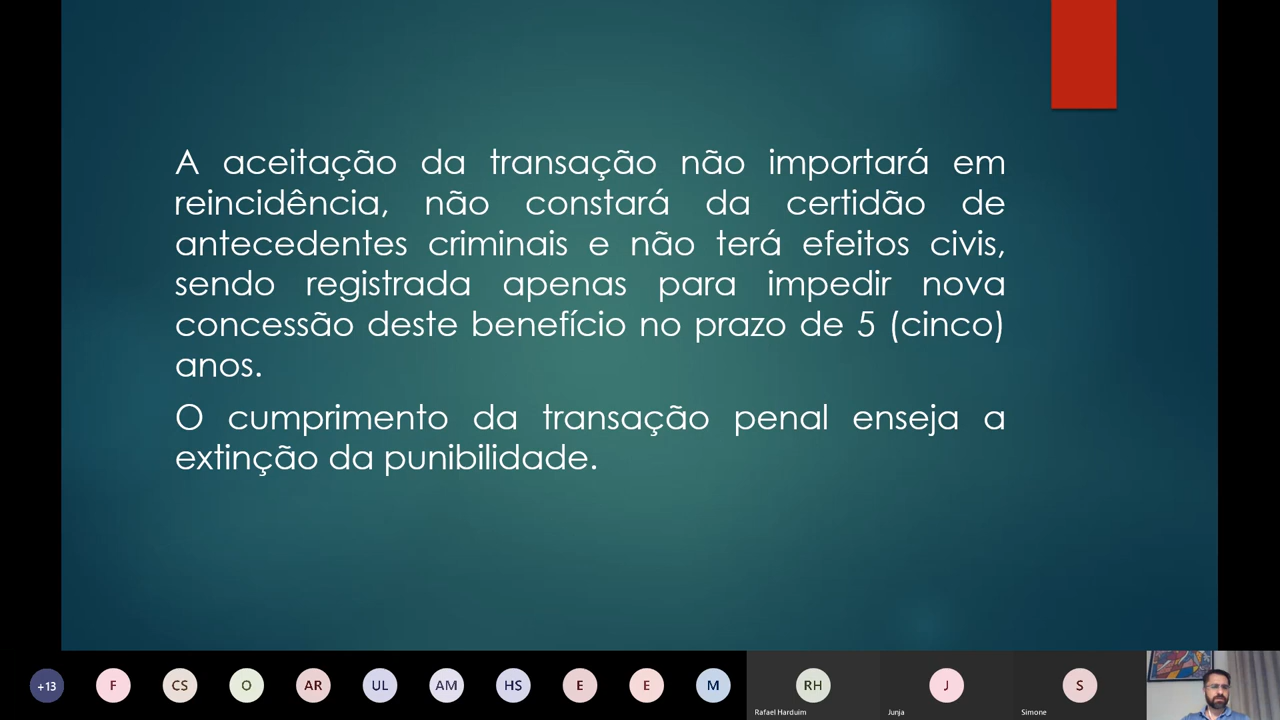 A aceitação da transação não importará em
reincidência, não constará da certidão de
antecedentes criminais e não terá efeitos civis,
sendo registrada apenas para impedir nova
concessão deste benefício no prazo de 5 (cinco)
anos.
O cumprimento da transação penal enseja a
extinção da punibilidade.
+13 F CS O AR UL AM HS E E M RH J S
Rafael Harduim Junja Simone